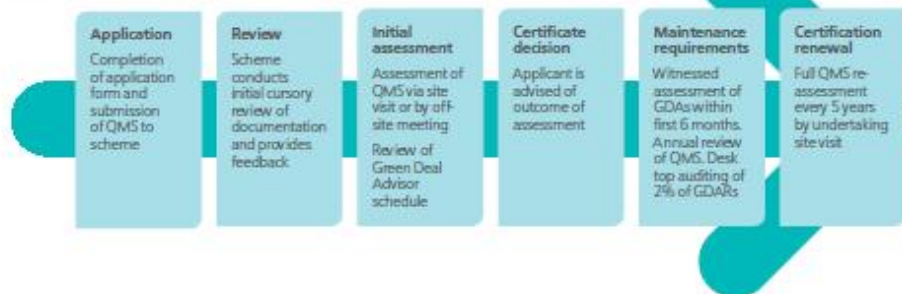 Application
Completion
of application
form and
submission
of QMS to
scheme
Review
Scheme
conducts
initial cursory
review of
documentation
and provides
feedback
Initial
assessment
Assessment of
QMS via site
visit or by off-
site meeting
Review of
Green Deal
Advisor
schedule
Certificate
decision
Applicant is
advised of
outcome of
assessment
Maintenance
requirements
Witnessed
assessment of
GDAs within
first 6 months.
Annual review
of QMS. Desk
top auditing of
2% of GDARs
Certification
renewal
Full QMS re-
assessment
every 5 years
by undertaking
site visit